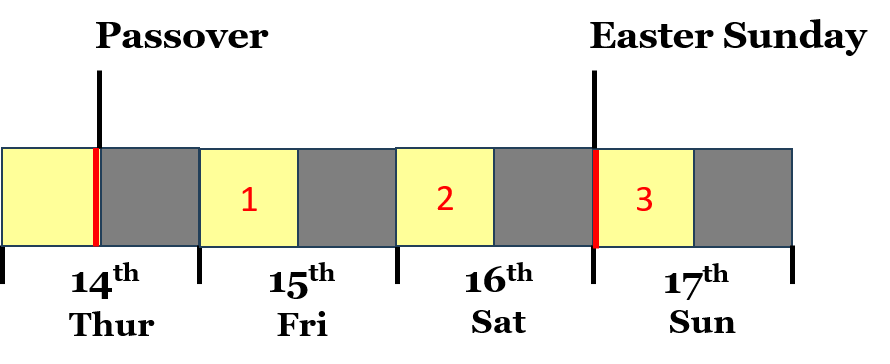 Passover Easter Sunday
1 2 3
14th 15th 16th 17th
Thur Fri Sat Sun